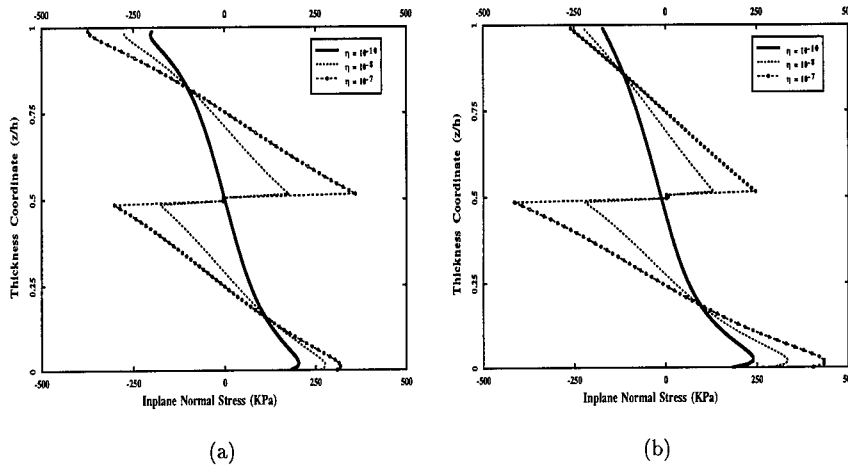 -500 -250 0 250 500
1
0.75
0.5
0.25
0
Thickness Coordinate (z/h)
η = 10-10
η = 10-8
η = 10-7
-500 -250 0 250 500
Inplane Normal Stress (KPa)
(a)
-500 -250 0 250 500
1
0.75
0.5
0.25
0
Thickness Coordinate (z/h)
η = 10-10
η = 10-8
η = 10-7
-500 -250 0 250 500
Inplane Normal Stress (KPa)
(b)